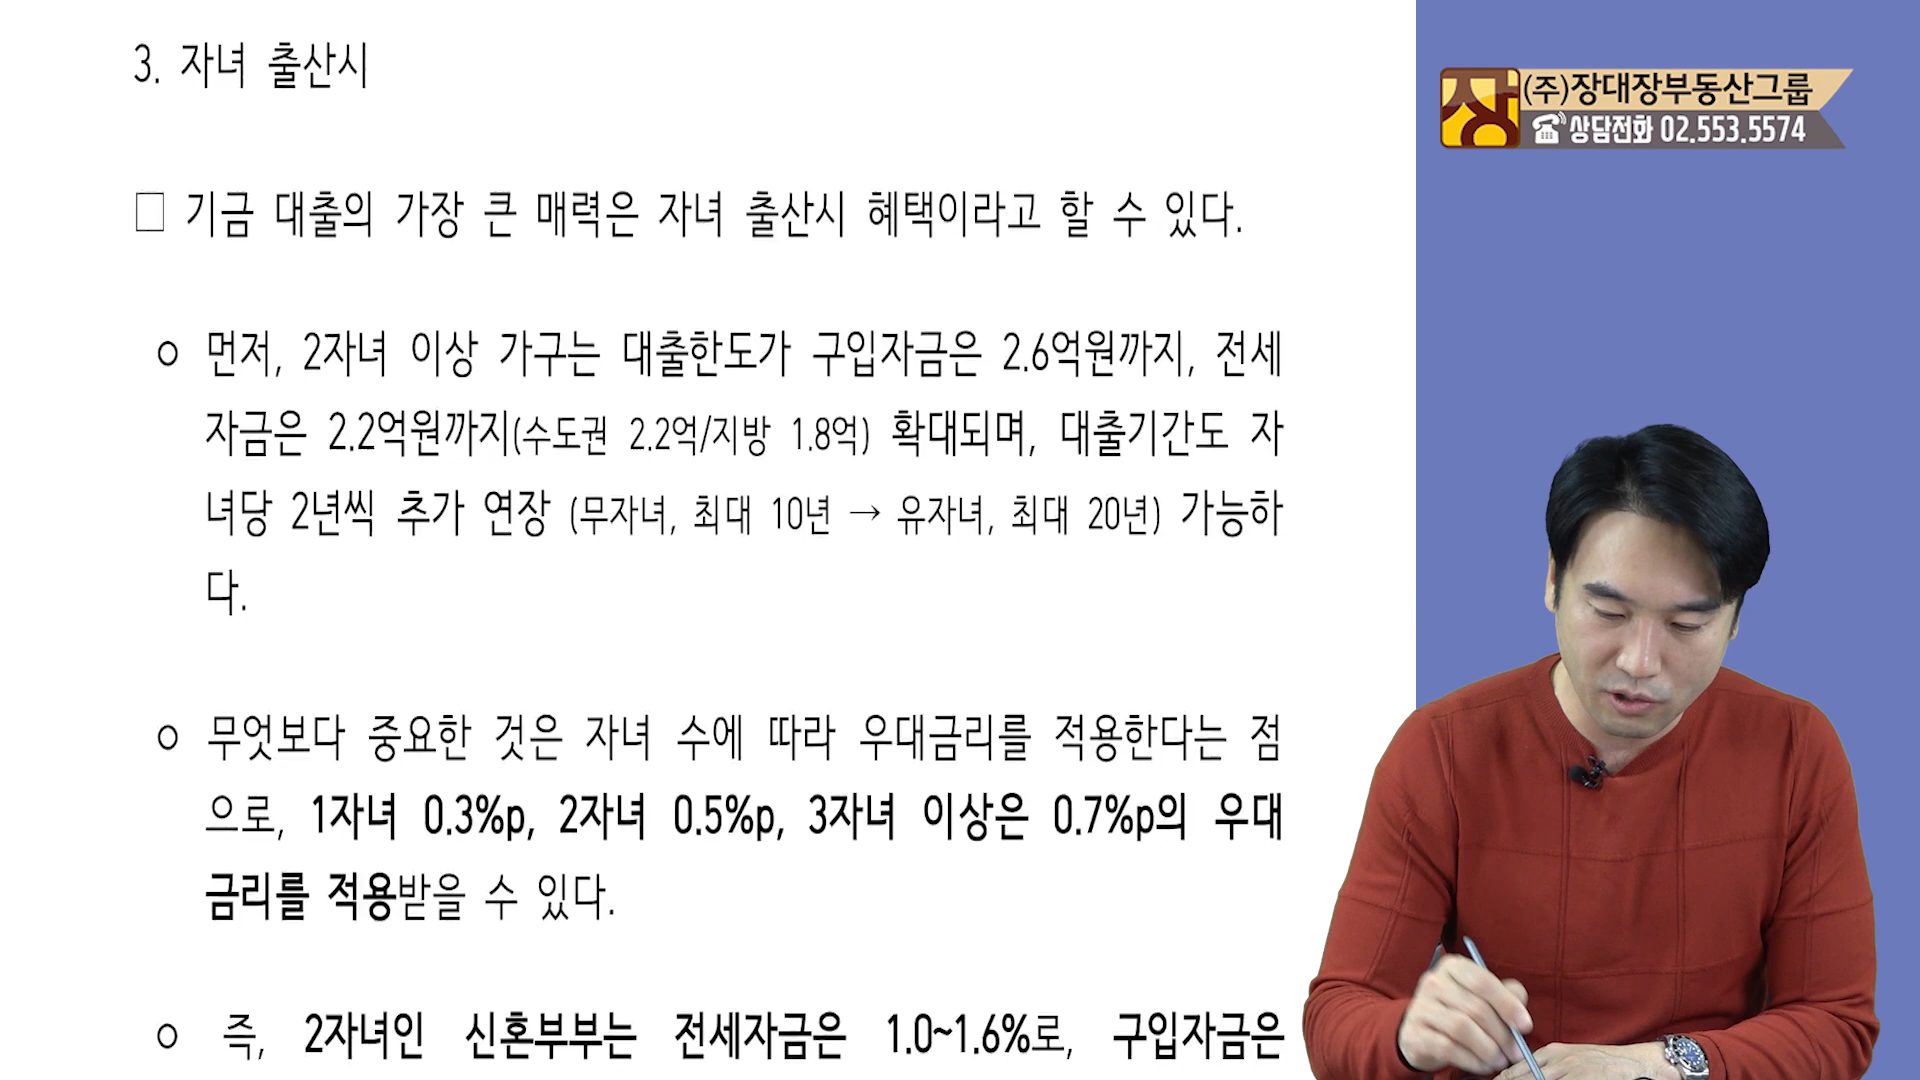 3. 자녀 출산시
(주)장대장부동산그룹
상담전화 02.553.5574
장
□ 기금 대출의 가장 큰 매력은 자녀 출산시 혜택이라고 할 수 있다.
○ 먼저, 2자녀 이상 가구는 대출한도가 구입자금은 2.6억원까지, 전세
자금은 2.2억원까지(수도권 2.2억/지방 1.8억) 확대되며, 대출기간도 자
녀당 2년씩 추가 연장 (무자녀, 최대 10년 → 유자녀, 최대 20년) 가능하
다.
○ 무엇보다 중요한 것은 자녀 수에 따라 우대금리를 적용한다는 점
으로, 1자녀 0.3%p, 2자녀 0.5%p, 3자녀 이상은 0.7%p의 우대
금리를 적용받을 수 있다.
○ 즉, 2자녀인 신혼부부는 전세자금은 1.0~1.6%로, 구입자금은